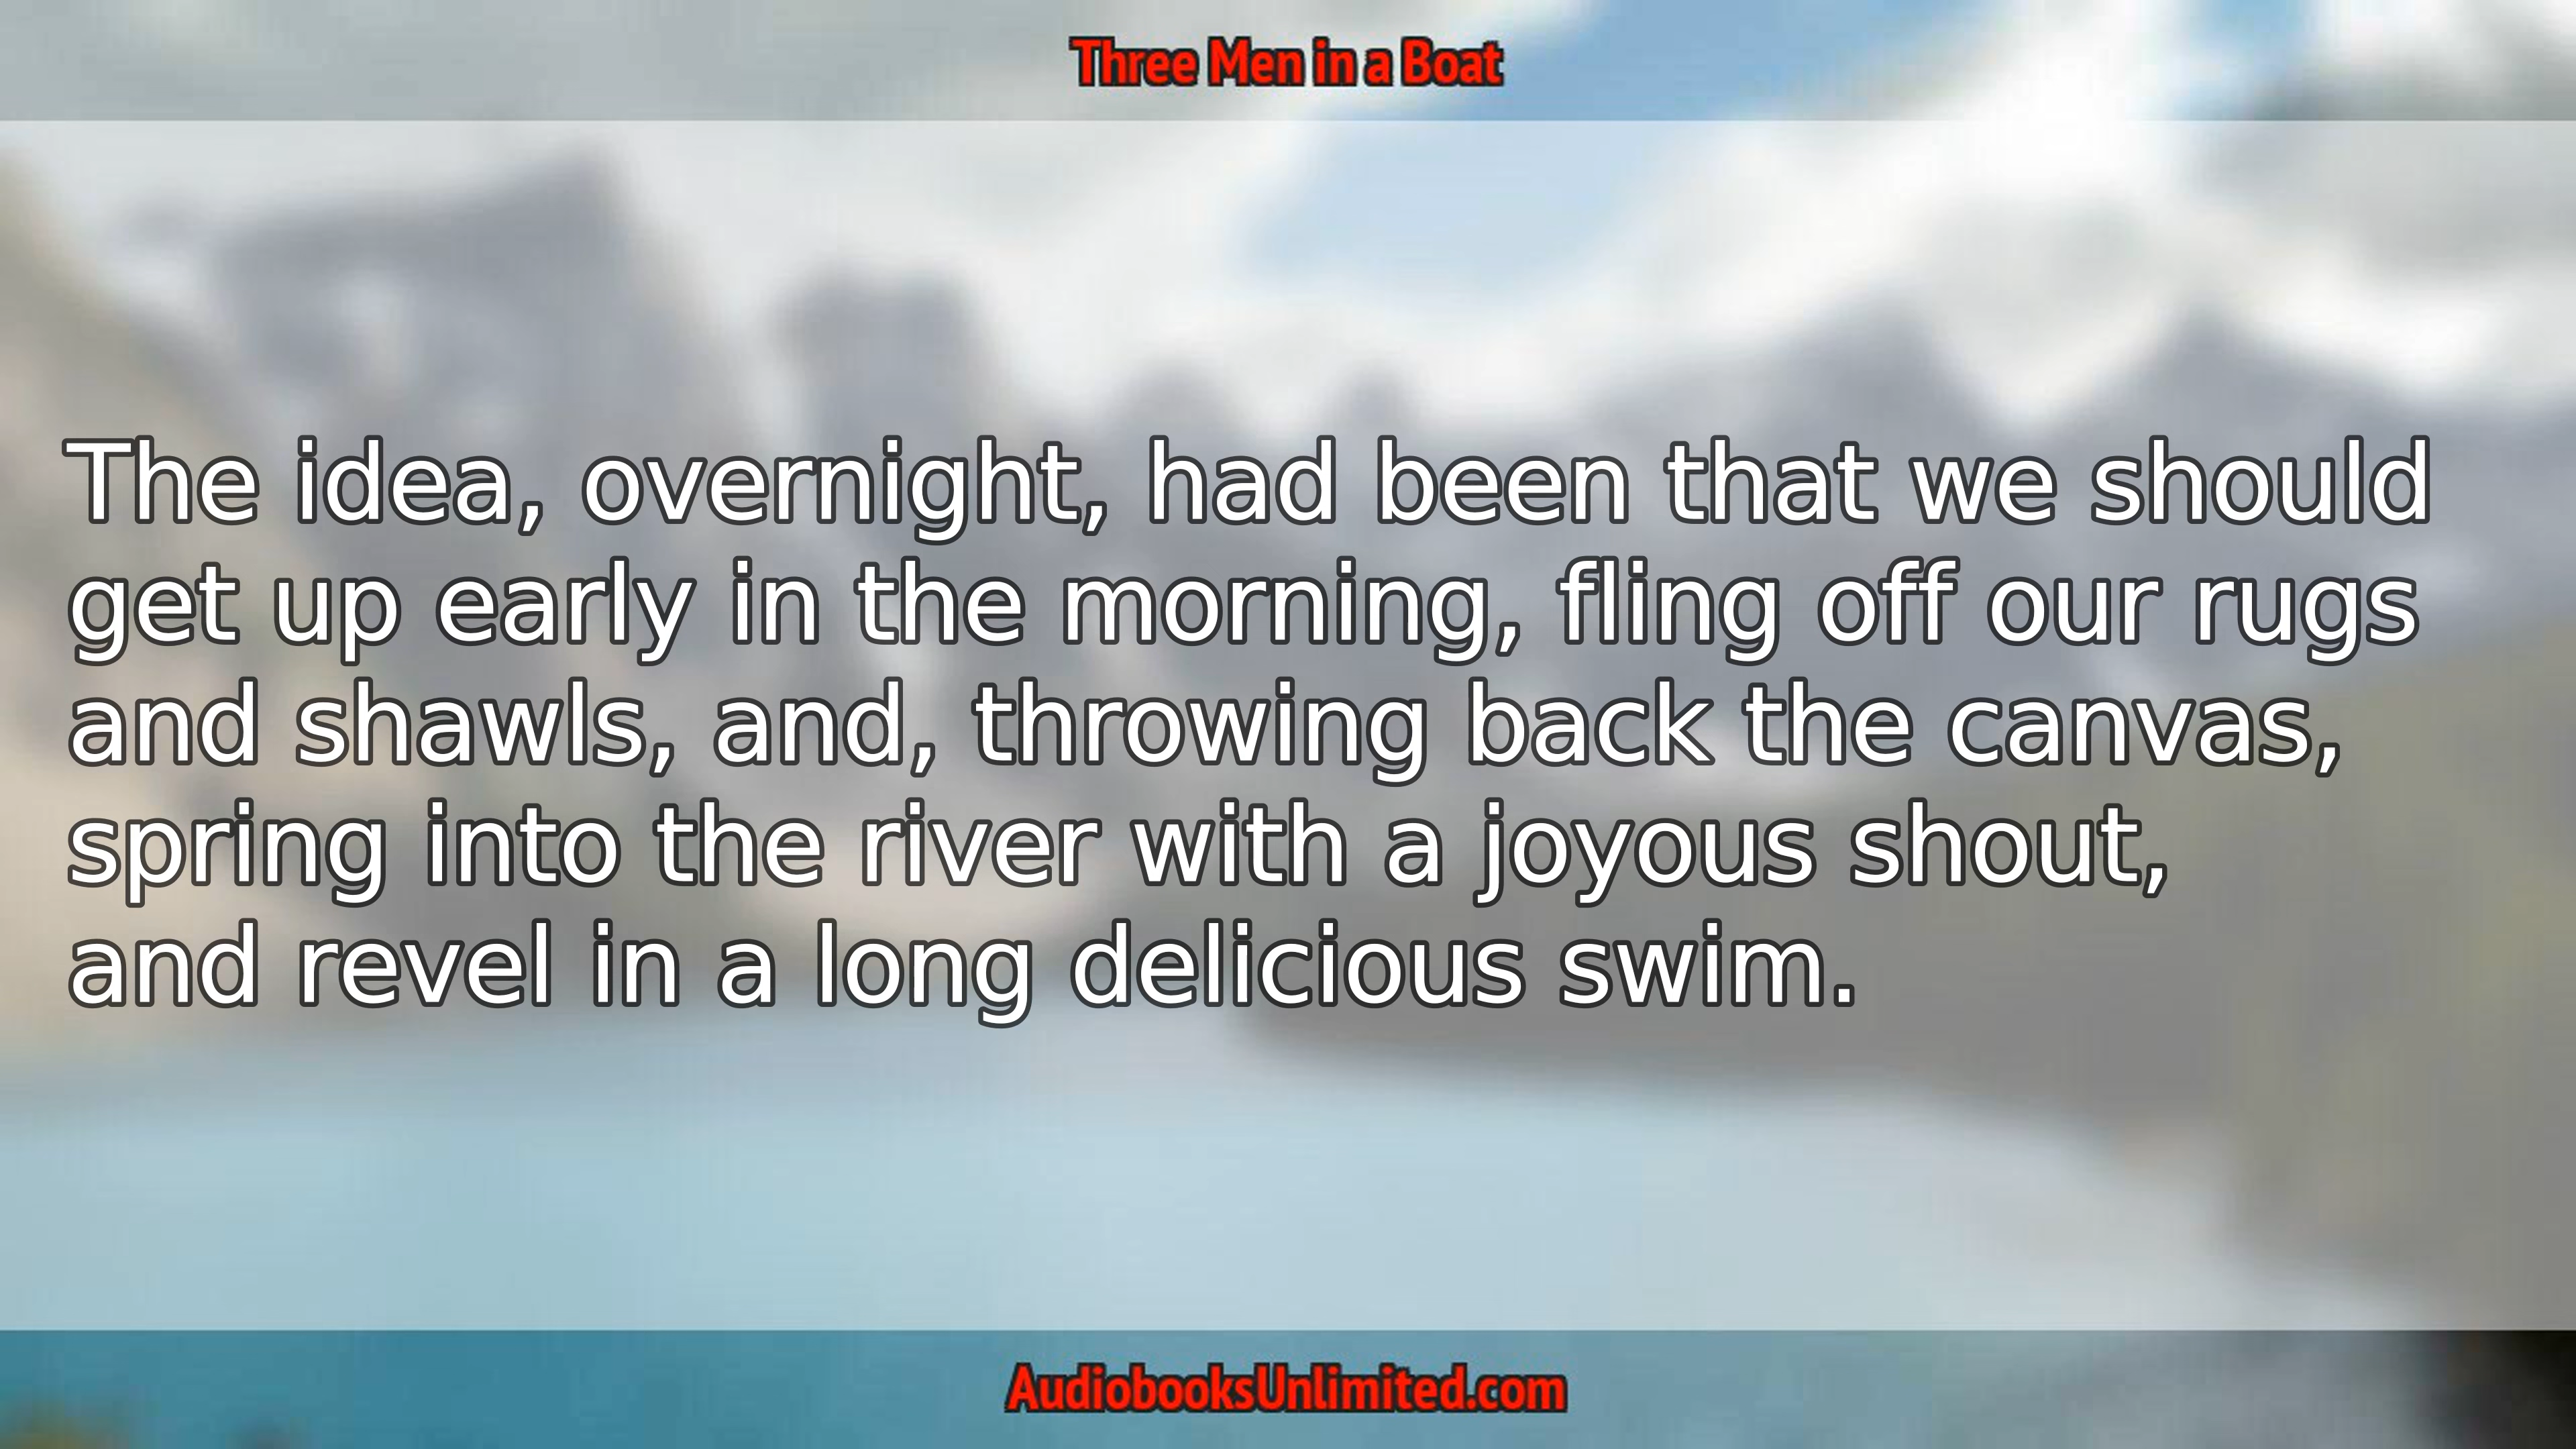 Three Men in a Boat
The idea, overnight, had been that we should
get up early in the morning, fling off our rugs
and shawls, and, throwing back the canvas,
spring into the river with a joyous shout,
and revel in a long delicious swim.
AudiobooksUnlimited.com